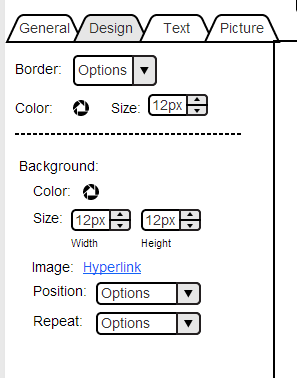 General Design Text Picture
Border: Options
Color: Size: 12px
Background:
Color:
Size: 12px 12px
Width Height
Image: Hyperlink
Position: Options
Repeat: Options